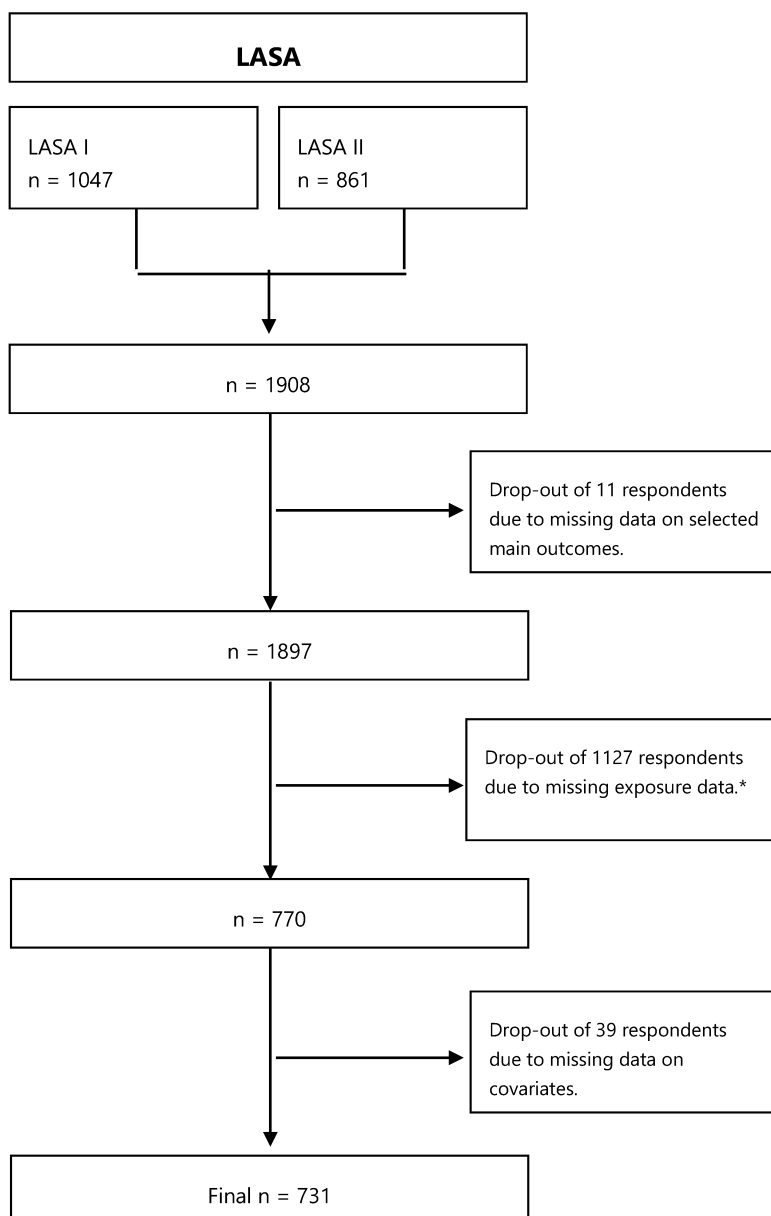 LASA
LASA I
n = 1047
LASA II
n = 861
n = 1908
Drop-out of 11 respondents
due to missing data on selected
main outcomes.
n = 1897
Drop-out of 1127 respondents
due to missing exposure data.*
n = 770
Drop-out of 39 respondents
due to missing data on
covariates.
Final n = 731